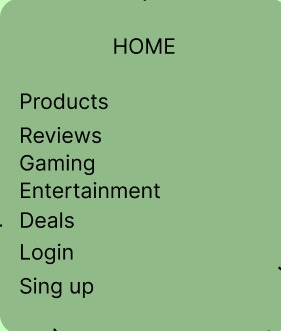 HOME
Products
Reviews
Gaming
Entertainment
Deals
Login
Sing up